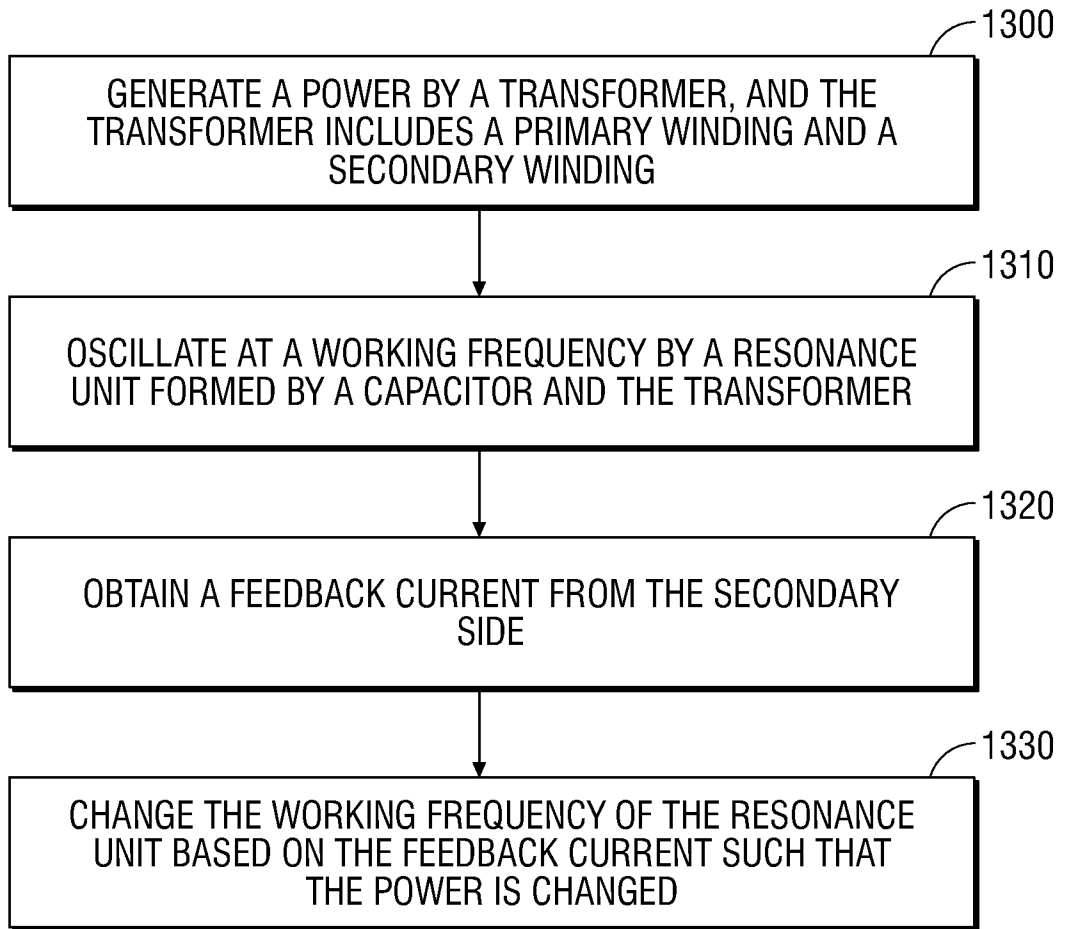 1300
GENERATE A POWER BY A TRANSFORMER, AND THE
TRANSFORMER INCLUDES A PRIMARY WINDING AND A
SECONDARY WINDING
1310
OSCILLATE AT A WORKING FREQUENCY BY A RESONANCE
UNIT FORMED BY A CAPACITOR AND THE TRANSFORMER
1320
OBTAIN A FEEDBACK CURRENT FROM THE SECONDARY
SIDE
1330
CHANGE THE WORKING FREQUENCY OF THE RESONANCE
UNIT BASED ON THE FEEDBACK CURRENT SUCH THAT
THE POWER IS CHANGED